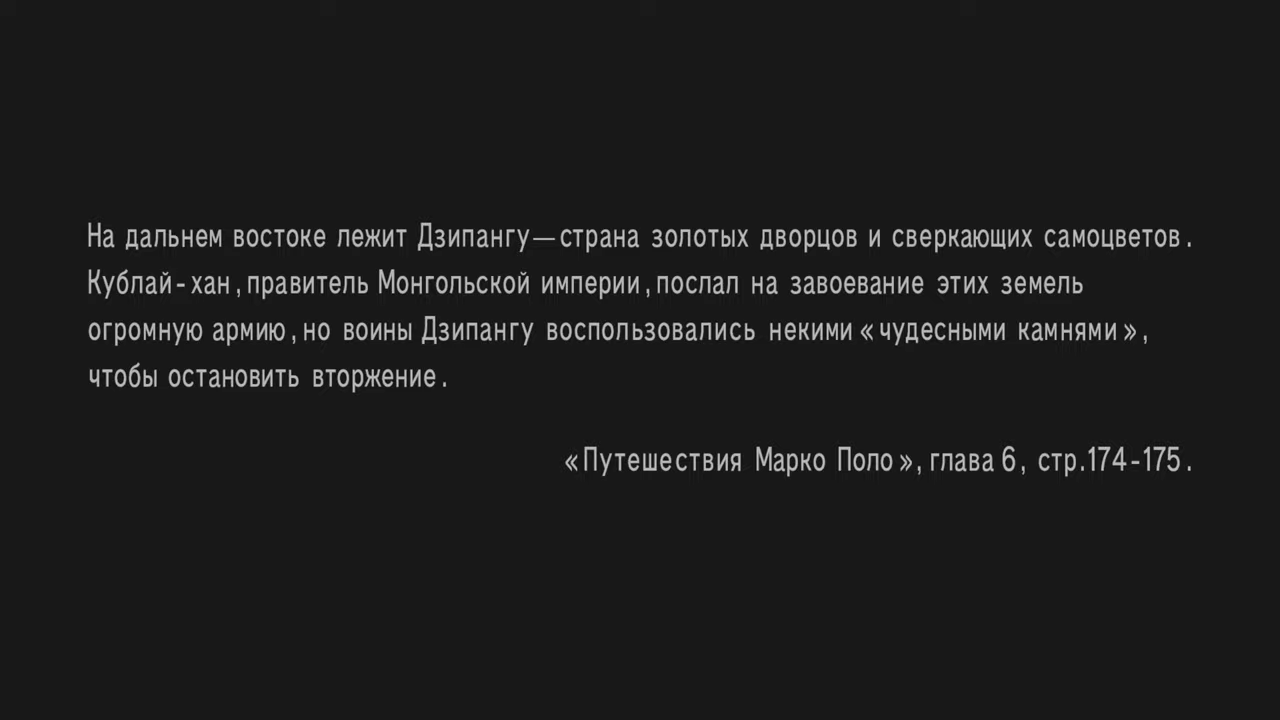 На дальнем востоке лежит Дзипангу—страна золотых дворцов и сверкающих самоцветов.
Кублай-хан, правитель Монгольской империи, послал на завоевание этих земель
огромную армию, но воины Дзипангу воспользовались некими «чудесными камнями»,
чтобы остановить вторжение.
«Путешествия Марко Поло», глава 6, стр.174-175.